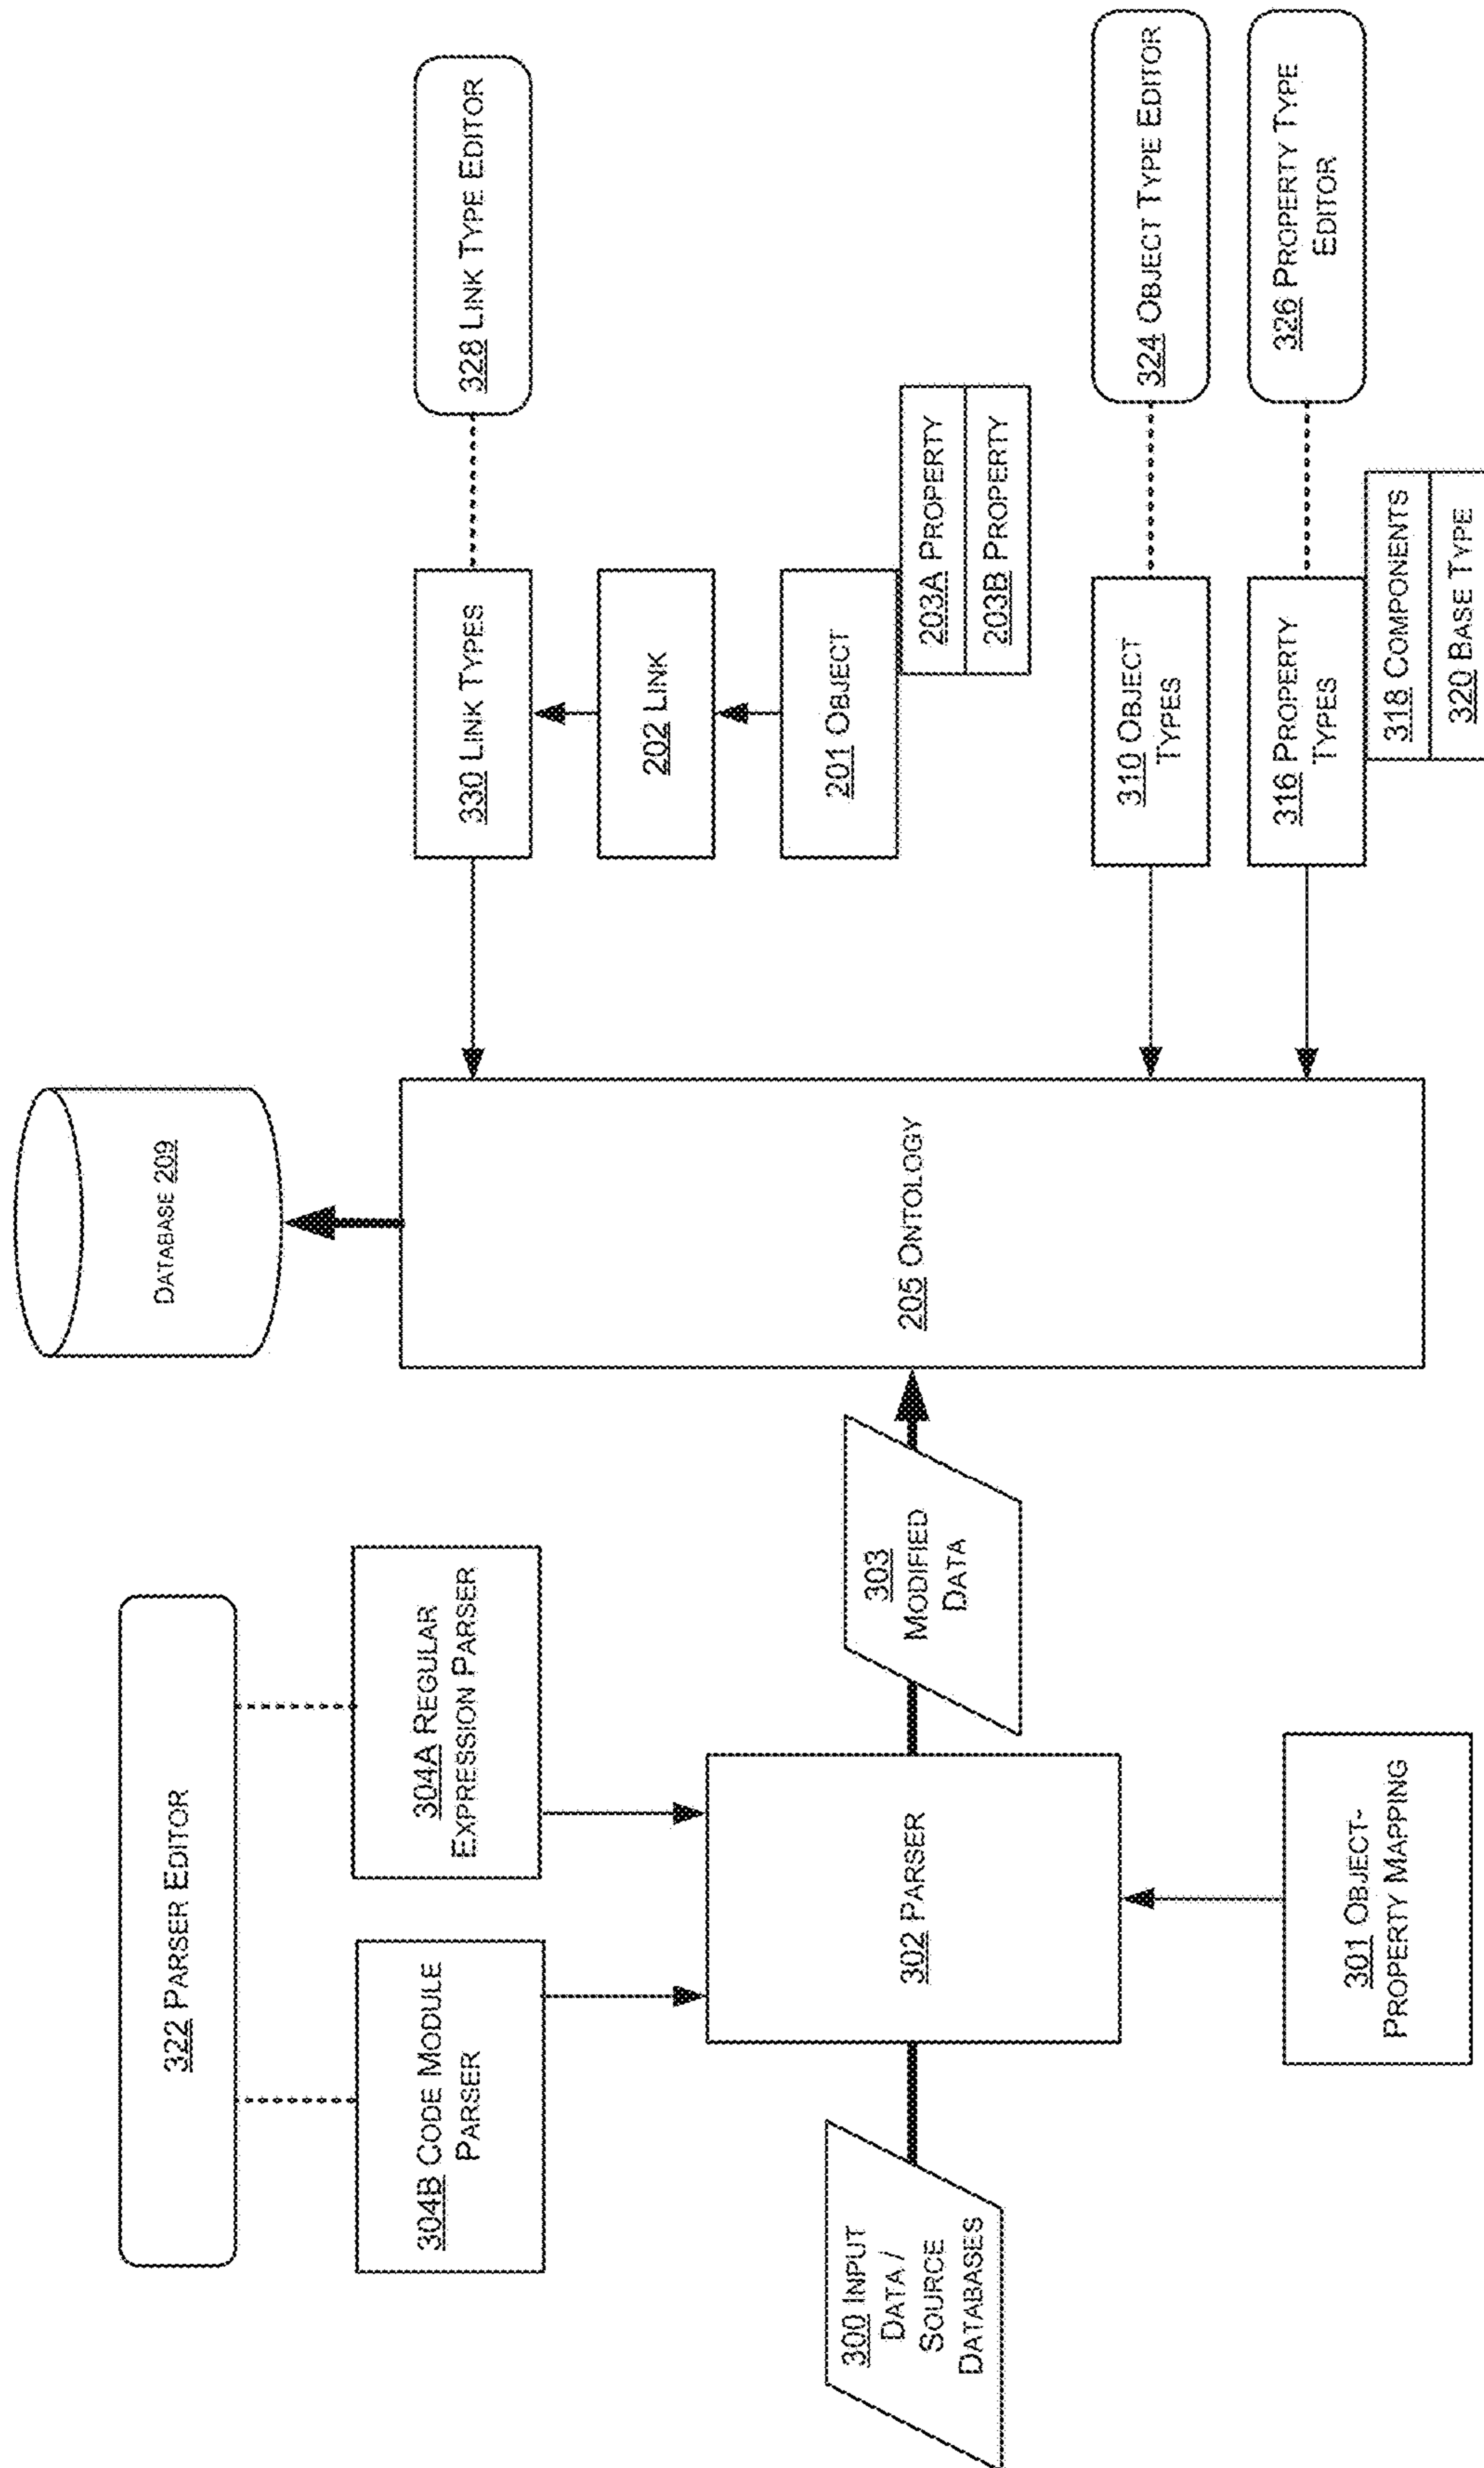 DATABASE 209
322 PARSER EDITOR
328 LINK TYPE EDITOR
304B CODE MODULE
PARSER
304A REGULAR
EXPRESSION PARSER
330 LINK TYPES
202 LINK
201 OBJECT
203A PROPERTY
203B PROPERTY
300 INPUT
DATA /
SOURCE
DATABASES
302 PARSER
303
MODIFIED
DATA
205 ONTOLOGY
310 OBJECT
TYPES
324 OBJECT TYPE EDITOR
316 PROPERTY
TYPES
326 PROPERTY TYPE
EDITOR
318 COMPONENTS
320 BASE TYPE
301 OBJECT-
PROPERTY MAPPING